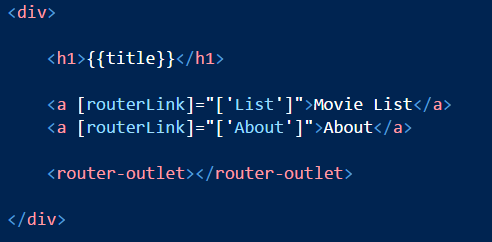 <div>
<h1>{{title}}</h1>
<a [routerLink]="['List']">Movie List</a>
<a [routerLink]="['About']">About</a>
<router-outlet></router-outlet>
</div>